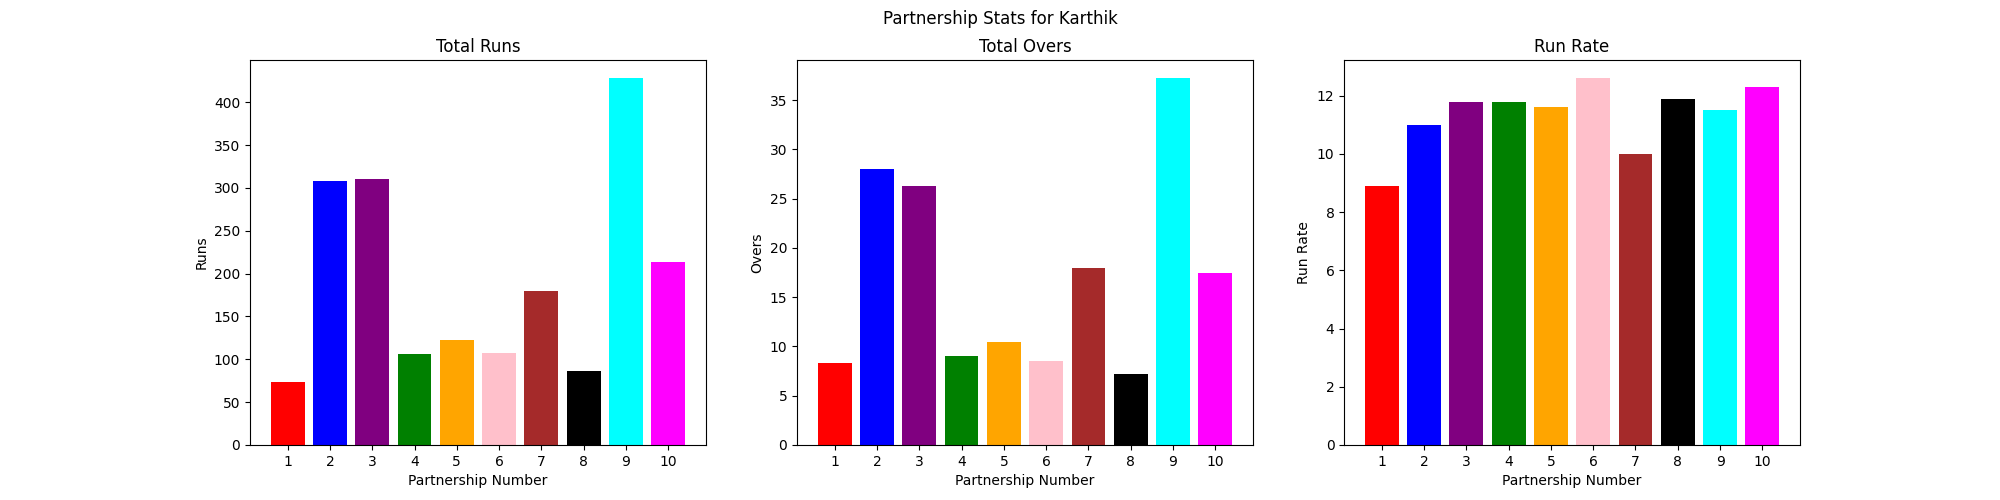 Partnership Stats for Karthik
Total Runs
Runs
400
350
300
250
200
150
100
50
0
1 2 3 4 5 6 7 8 9 10
Partnership Number
Total Overs
Overs
35
30
25
20
15
10
5
0
1 2 3 4 5 6 7 8 9 10
Partnership Number
Run Rate
Run Rate
12
10
8
6
4
2
0
1 2 3 4 5 6 7 8 9 10
Partnership Number